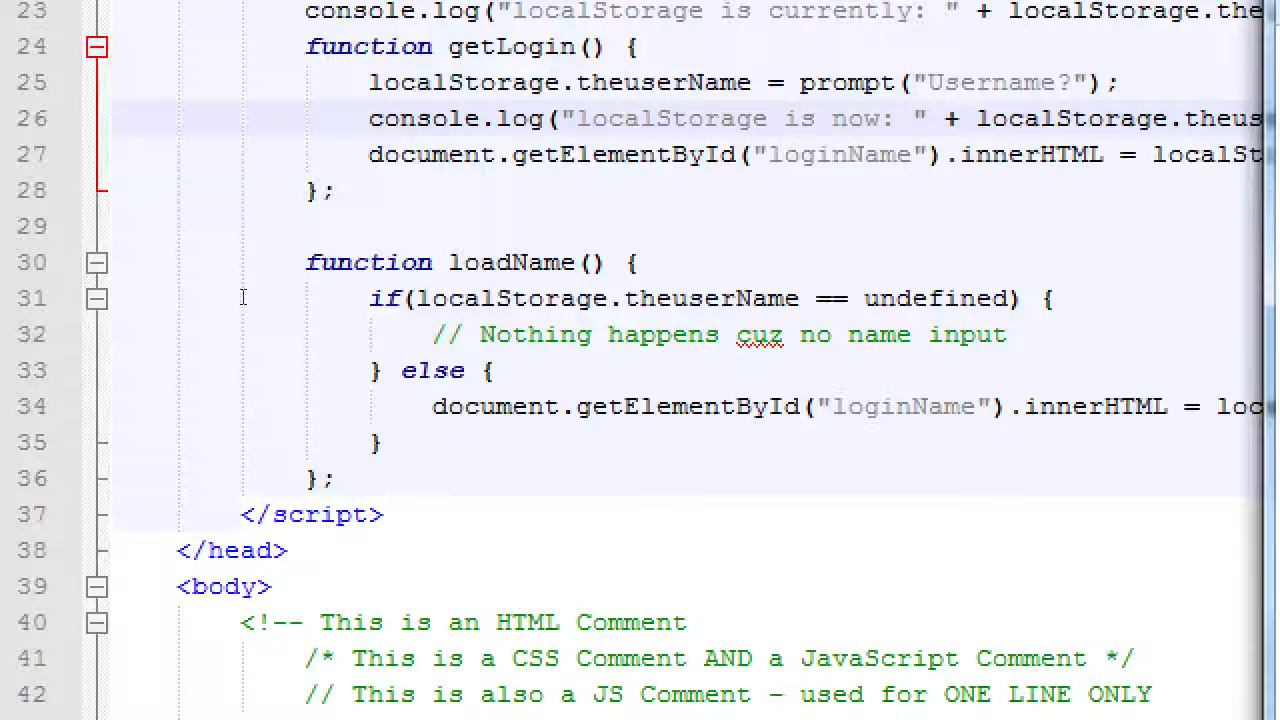 23 console.log("localStorage is currently: " + localStorage.the
24 function getLogin() {
25 localStorage.theuserName = prompt("Username?");
26 console.log("localStorage is now: " + localStorage.theus
27 document.getElementById("loginName").innerHTML = localSt
28 };
29
30 function loadName() {
31 if(localStorage.theuserName == undefined) {
32 // Nothing happens cuz no name input
33 } else {
34 document.getElementById("loginName").innerHTML = loc
35 }
36 };
37 </script>
38 </head>
39 <body>
40 <!-- This is an HTML Comment
41 /* This is a CSS Comment AND a JavaScript Comment */
42 // This is also a JS Comment - used for ONE LINE ONLY